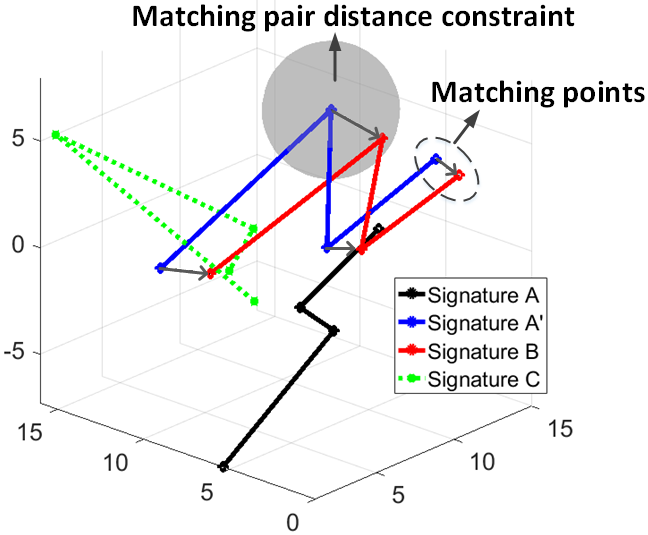 Matching pair distance constraint
Matching points
5
0
-5
Signature A
Signature A'
Signature B
Signature C
15
10
5
0
5
10
15